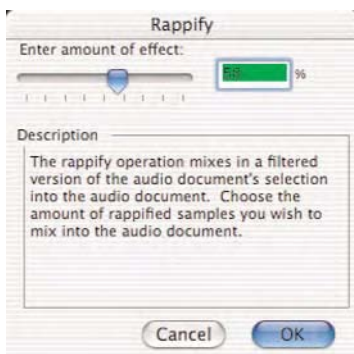 Rappify
Enter amount of effect:
%
Description
The rappify operation mixes in a filtered
version of the audio document's selection
into the audio document. Choose the
amount of rappified samples you wish to
mix into the audio document.
Cancel
OK